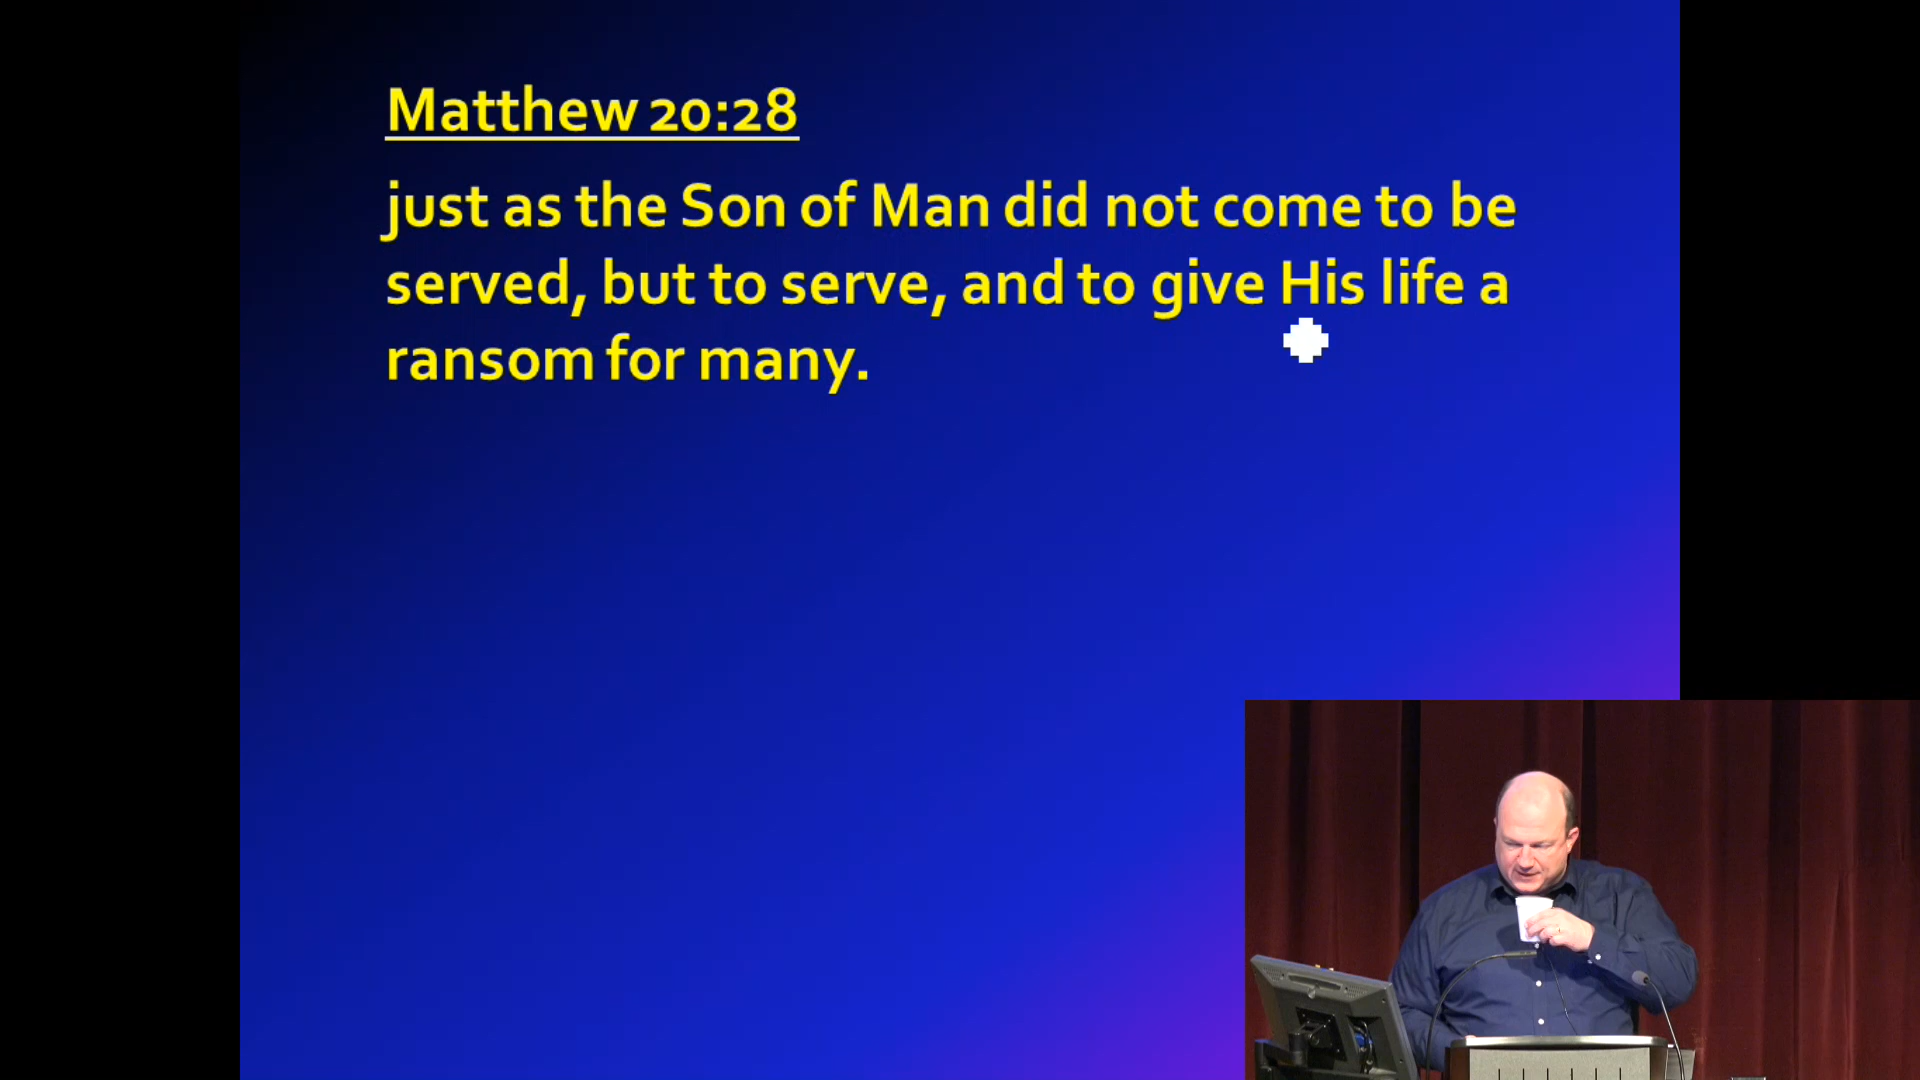 Matthew 20:28
just as the Son of Man did not come to be
served, but to serve, and to give His life a
ransom for many.